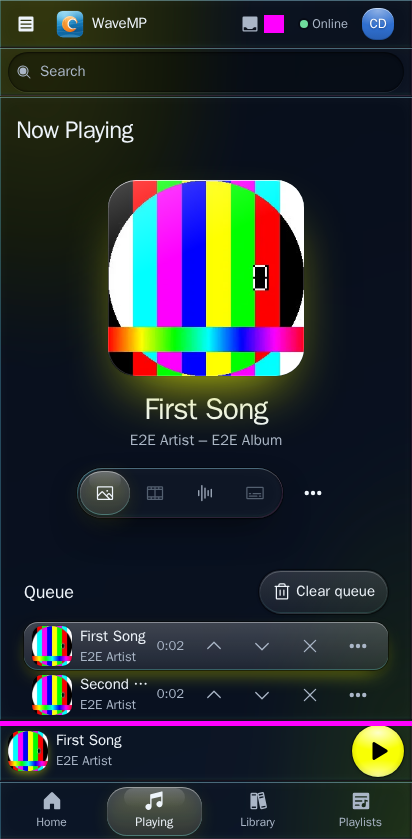 WaveMP
Online
CD
Search
Now Playing
First Song
E2E Artist – E2E Album
Queue
Clear queue
First Song
E2E Artist
0:02
Second ···
E2E Artist
0:02
First Song
E2E Artist
Home
Playing
Library
Playlists